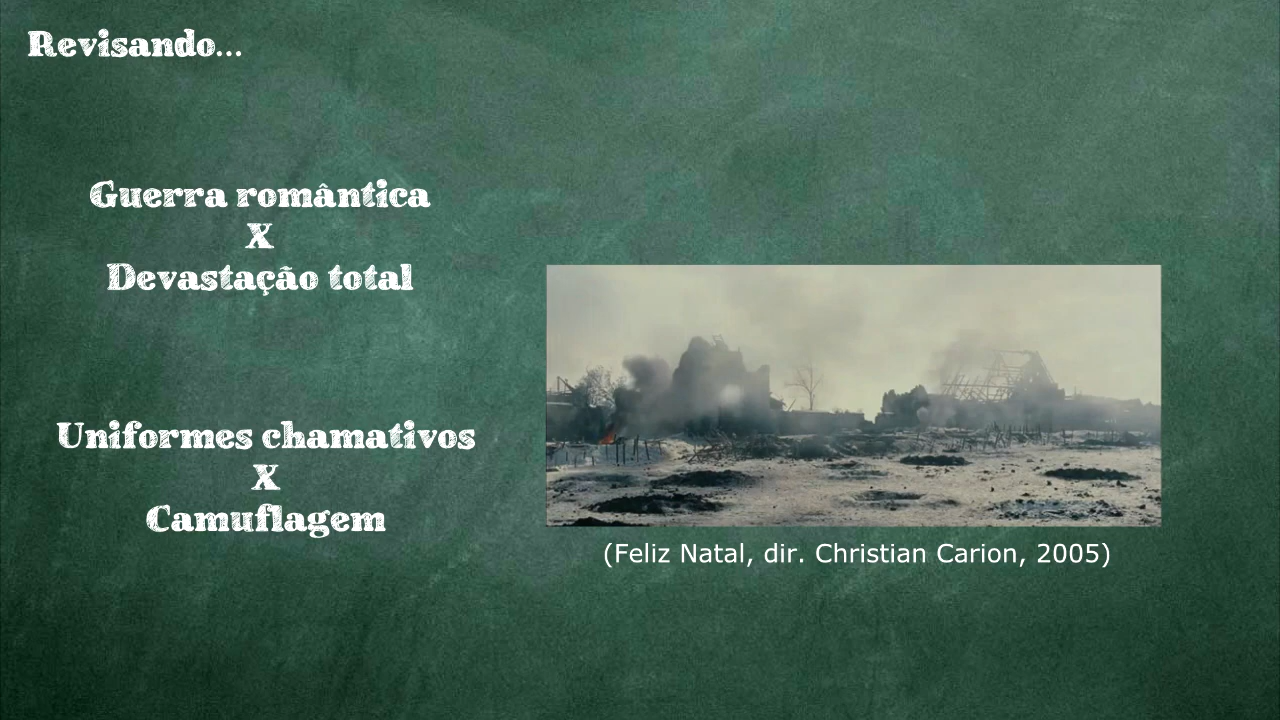 Revisando...
Guerra romântica
X
Devastação total
Uniformes chamativos
X
Camuflagem
(Feliz Natal, dir. Christian Carion, 2005)